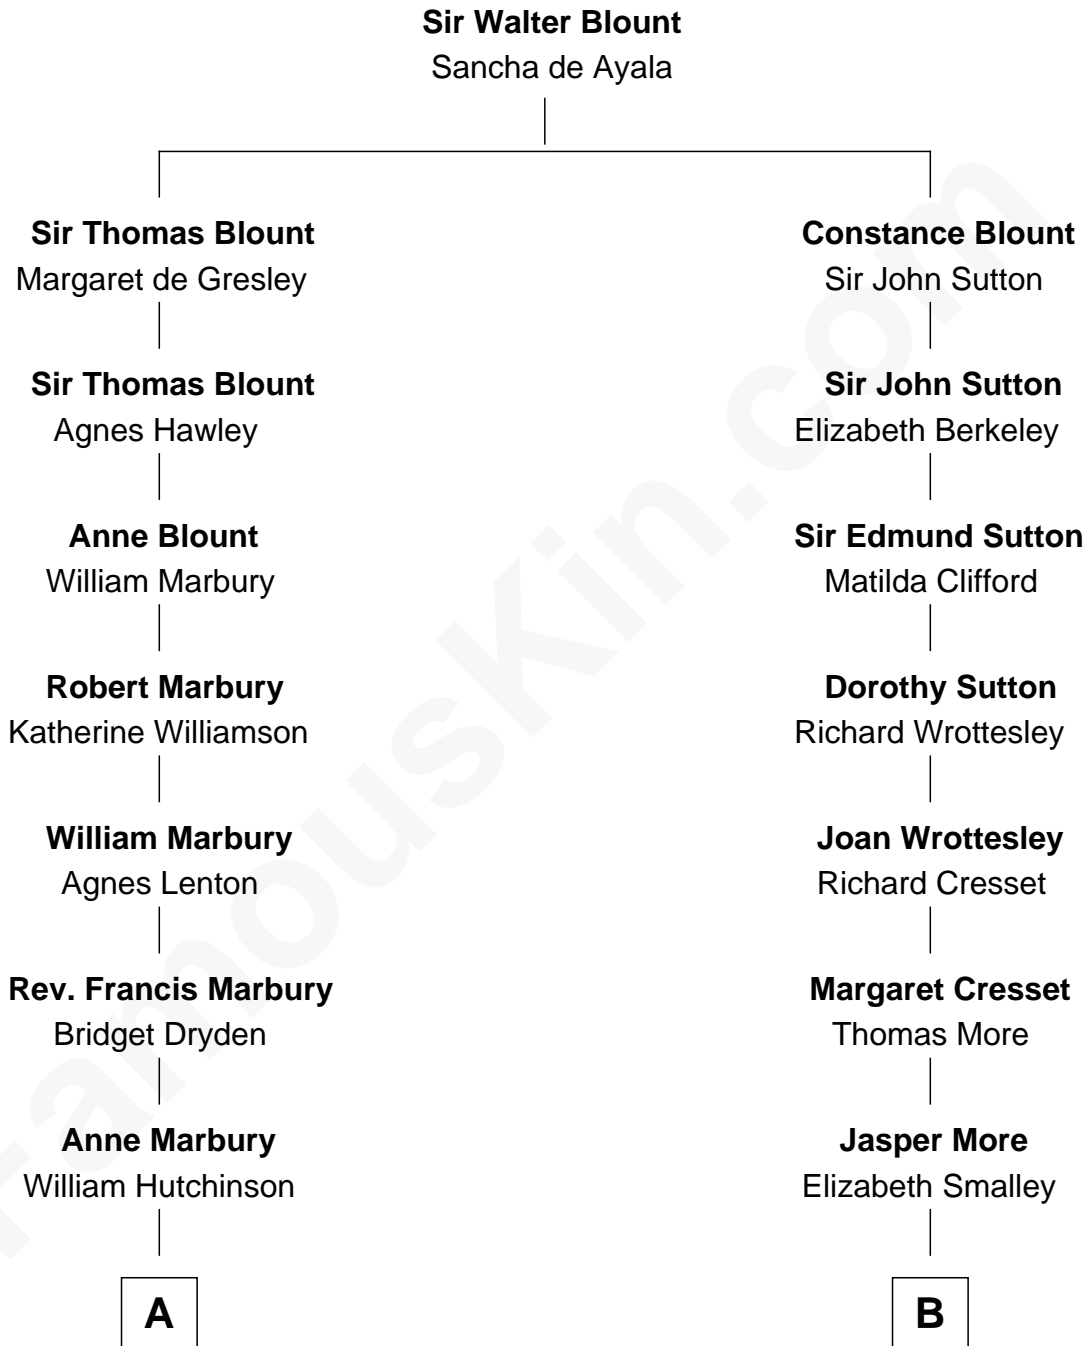 Sir Walter Blount
Sancha de Ayala
Sir Thomas Blount
Margaret de Gresley
Sir Thomas Blount
Agnes Hawley
Anne Blount
William Marbury
Robert Marbury
Katherine Williamson
William Marbury
Agnes Lenton
Rev. Francis Marbury
Bridget Dryden
Anne Marbury
William Hutchinson
A
Constance Blount
Sir John Sutton
Sir John Sutton
Elizabeth Berkeley
Sir Edmund Sutton
Matilda Clifford
Dorothy Sutton
Richard Wrottesley
Joan Wrottesley
Richard Cresset
Margaret Cresset
Thomas More
Jasper More
Elizabeth Smalley
B
FamousKin.com